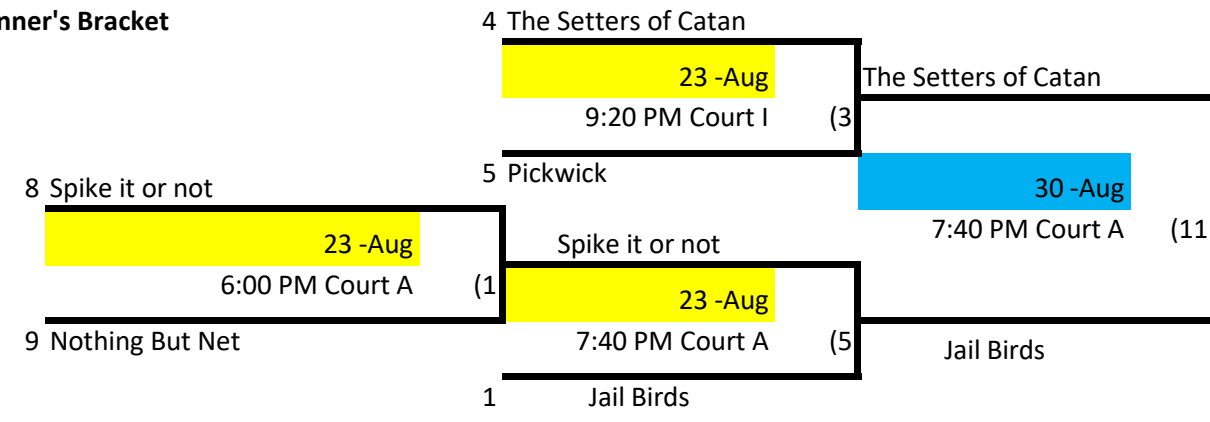 nner's Bracket
4 The Setters of Catan
23 -Aug
The Setters of Catan
9:20 PM Court I (3
5 Pickwick
30 -Aug
8 Spike it or not
7:40 PM Court A (11
23 -Aug
Spike it or not
6:00 PM Court A (1
23 -Aug
9 Nothing But Net
7:40 PM Court A (5
Jail Birds
1 Jail Birds